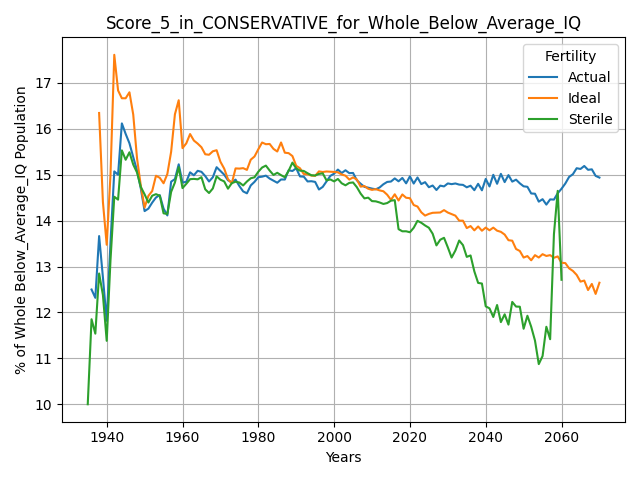 Score_5_in_CONSERVATIVE_for_Whole_Below_Average_IQ
Fertility
Actual
Ideal
Sterile
% of Whole Below_Average_IQ Population
17
16
15
14
13
12
11
10
1940 1960 1980 2000 2020 2040 2060
Years